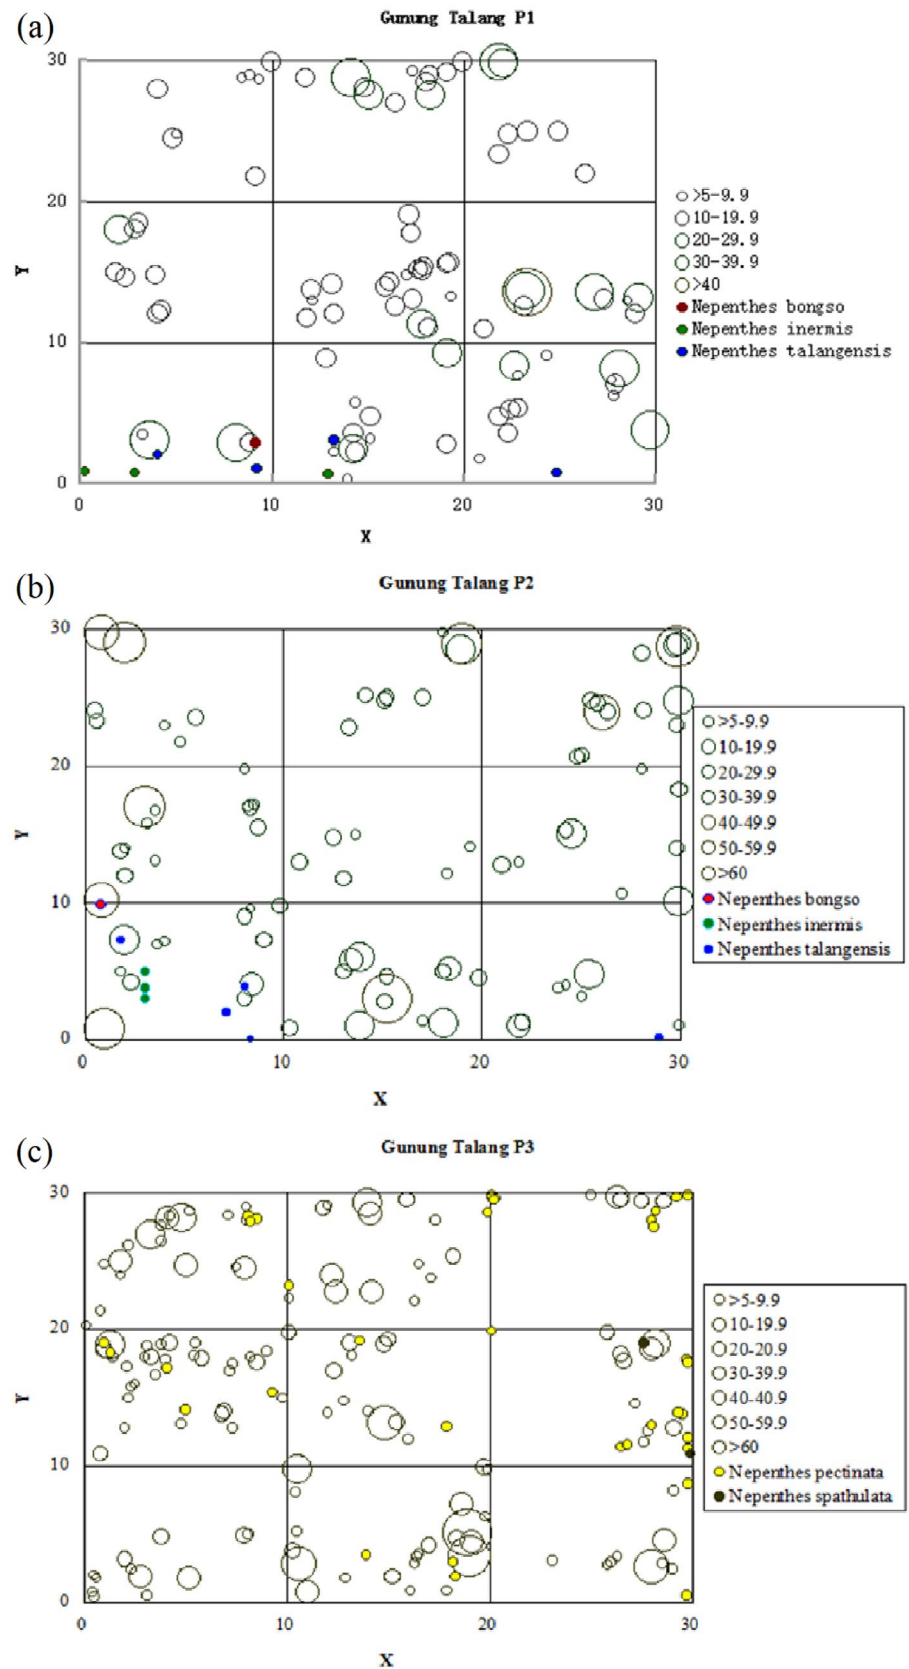 (a)
Gunung Talang P1
30
20
10
0
Y
0 10 20 30
X
>5-9.9
10-19.9
20-29.9
30-39.9
>40
Nepenthes bongso
Nepenthes inermis
Nepenthes talangensis
(b)
Gunung Talang P2
30
20
10
0
Y
0 10 20 30
X
>5-9.9
10-19.9
20-29.9
30-39.9
40-49.9
50-59.9
>60
Nepenthes bongso
Nepenthes inermis
Nepenthes talangensis
(c)
Gunung Talang P3
30
20
10
0
Y
0 10 20 30
X
>5-9.9
10-19.9
20-20.9
30-39.9
40-40.9
50-59.9
>60
Nepenthes pectinata
Nepenthes spathulata